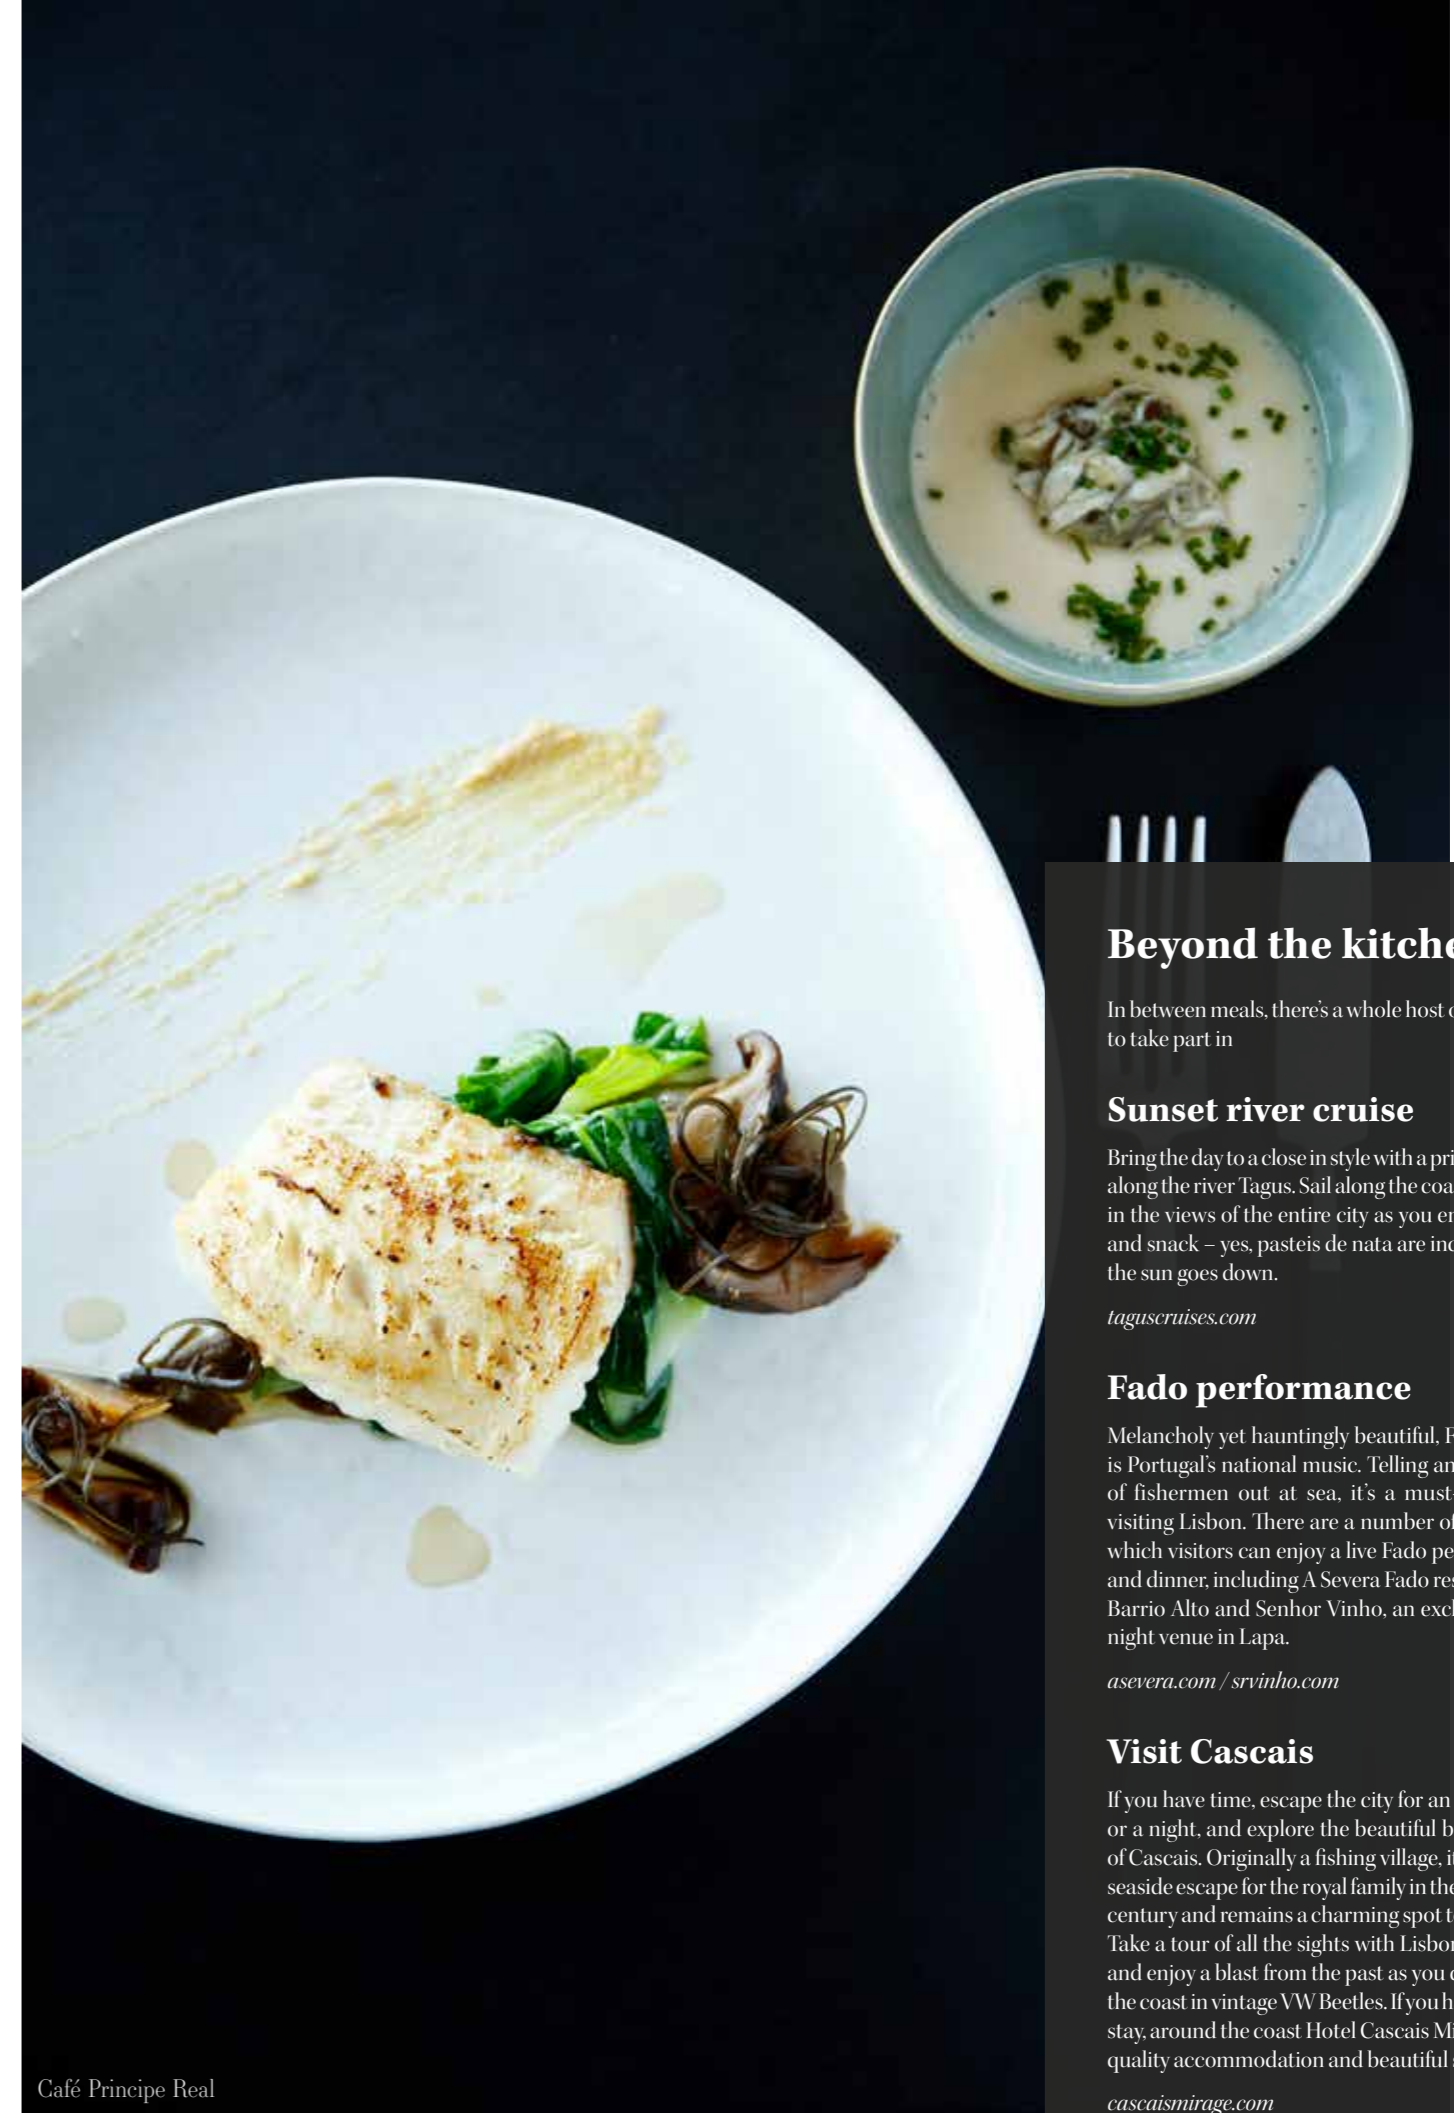 Beyond the kitche
In between meals, there's a whole host
to take part in
Sunset river cruise
Bring the day to a close in style with a pri
along the river Tagus. Sail along the coa
in the views of the entire city as you en
and snack – yes, pasteis de nata are inc
the sun goes down.
taguscruises.com
Fado performance
Melancholy yet hauntingly beautiful, F
is Portugal's national music. Telling an
of fishermen out at sea, it's a must-
visiting Lisbon. There are a number of
which visitors can enjoy a live Fado pe
and dinner, including A Severa Fado res
Barrio Alto and Senhor Vinho, an excl
night venue in Lapa.
asevera.com / srvinho.com
Visit Cascais
If you have time, escape the city for an
or a night, and explore the beautiful b
of Cascais. Originally a fishing village, it
seaside escape for the royal family in the
century and remains a charming spot t
Take a tour of all the sights with Lisbon
and enjoy a blast from the past as you
the coast in vintage VW Beetles. If you h
stay, around the coast Hotel Cascais Mi
quality accommodation and beautiful
cascaismirage.com
Café Principe Real